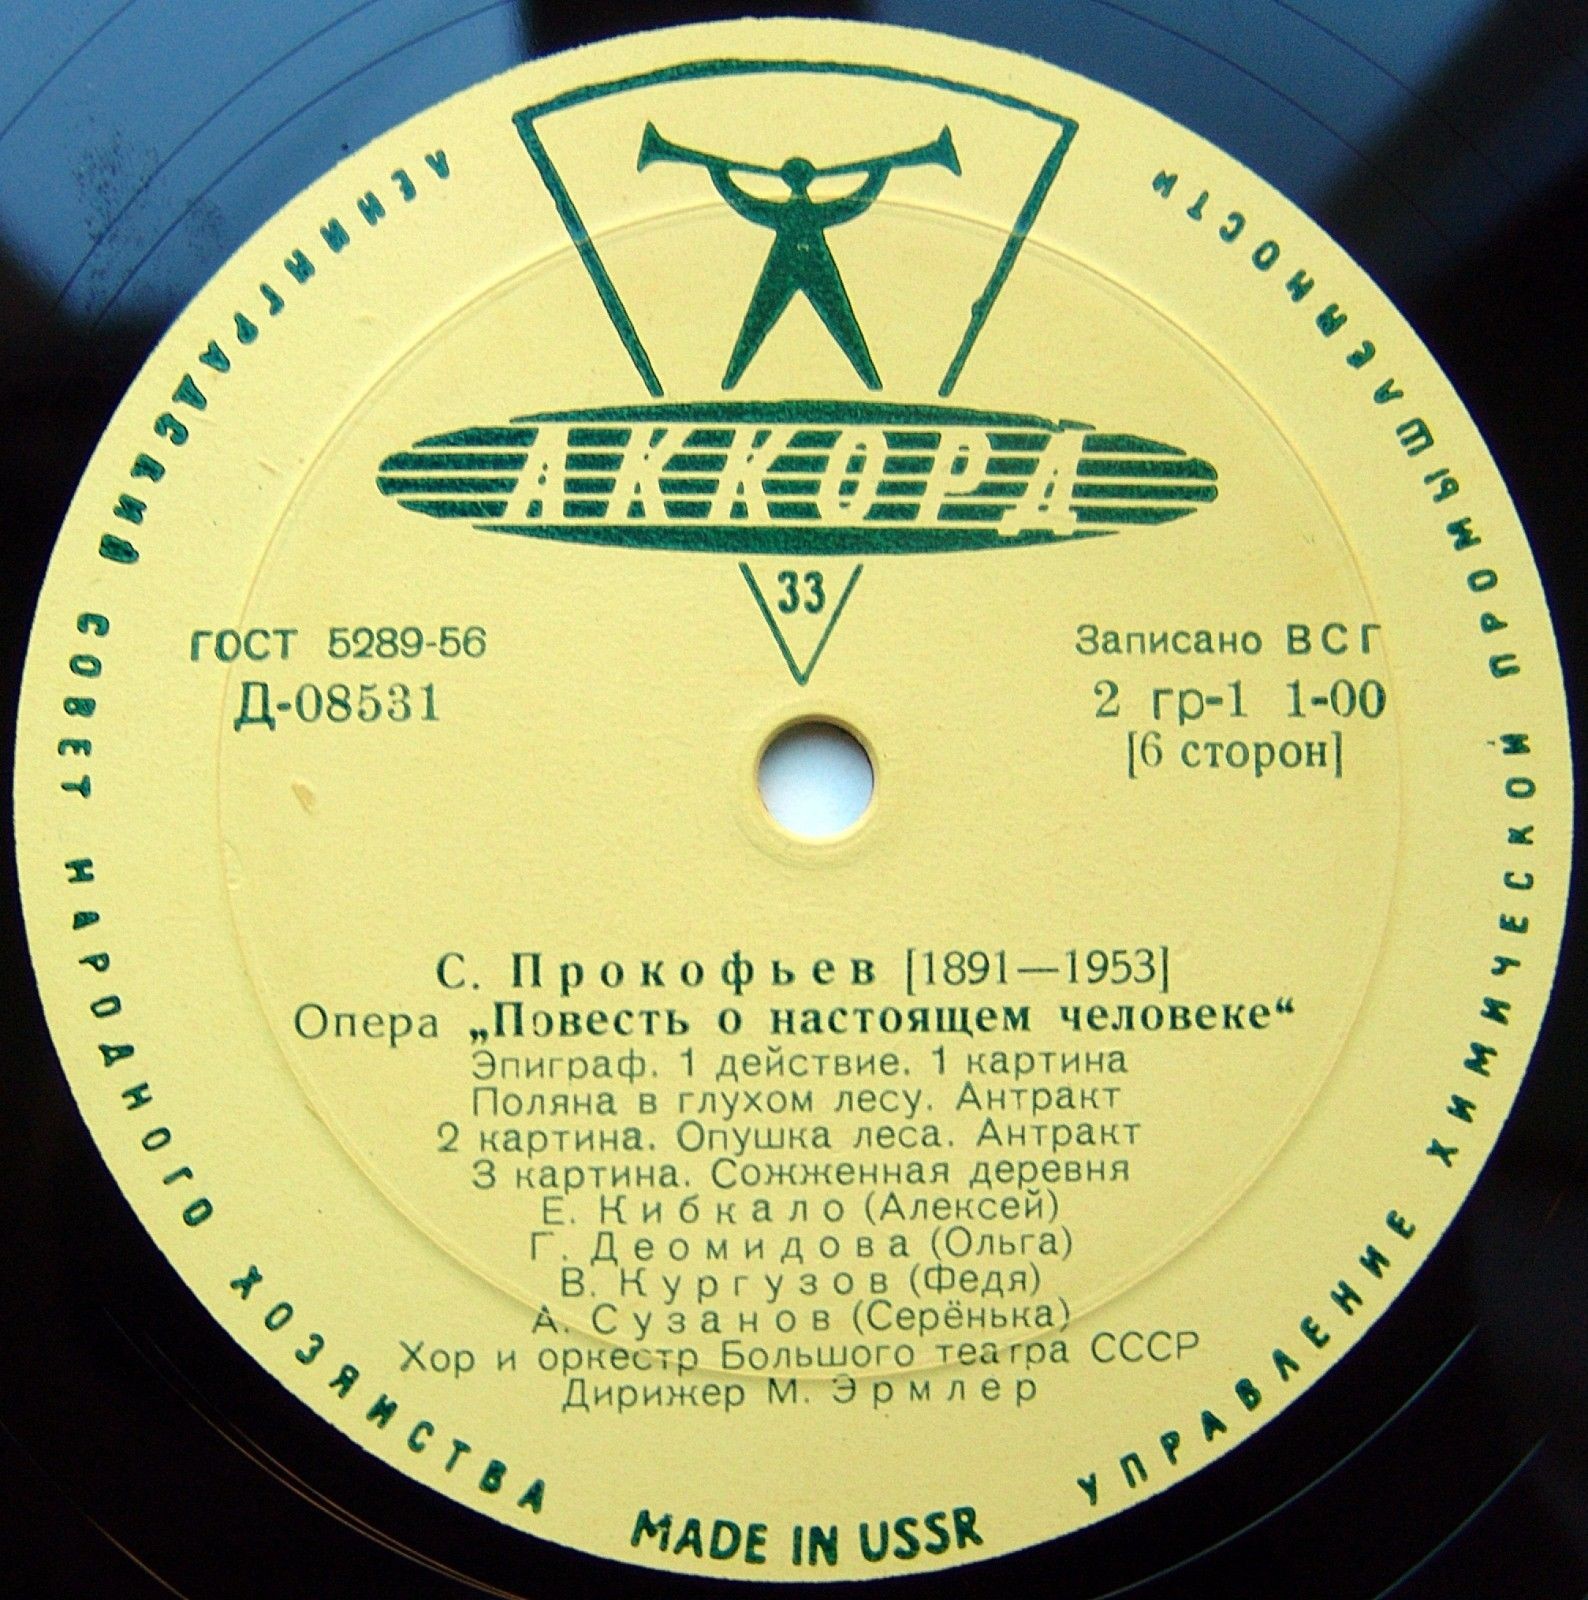 ЛЕНИНГРАДСКИЙ СОВЕТ НАРОДНОГО ХОЗЯЙСТВА
УПРАВЛЕНИЕ ХИМИЧЕСКОЙ ПРОМЫШЛЕННОСТИ
АККОРД
33
ГОСТ 5289-56
Записано ВСГ
Д-08531
2 гр-1 1-00
[6 сторон]
С. Прокофьев [1891—1953]
Опера „Повесть о настоящем человеке“
Эпиграф. 1 действие. 1 картина
Поляна в глухом лесу. Антракт
2 картина. Опушка леса. Антракт
3 картина. Сожженная деревня
Е. Кибкало (Алексей)
Г. Деомидова (Ольга)
В. Кургузов (Федя)
А. Сузанов (Серёнька)
Хор и оркестр Большого театра СССР
Дирижер М. Эрмлер
MADE IN USSR